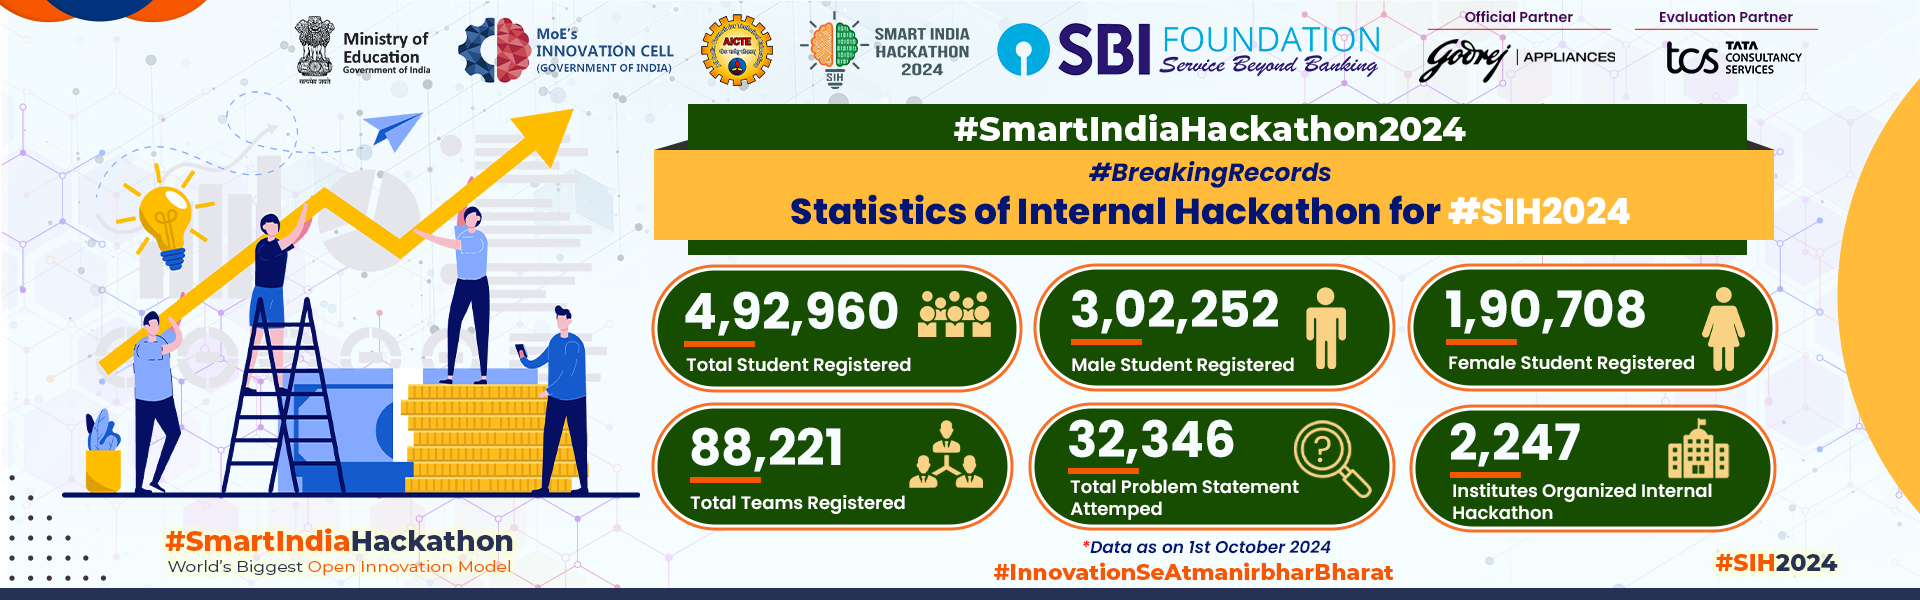 Ministry of
Education
Government of India
MoE's
INNOVATION CELL
(GOVERNMENT OF INDIA)
AICTE
SIH
SMART INDIA
HACKATHON
2024
SBI FOUNDATION
Service Beyond Banking
Official Partner
Godrej | APPLIANCES
Evaluation Partner
tcs TATA
CONSULTANCY
SERVICES
#SmartIndiaHackathon2024
#BreakingRecords
Statistics of Internal Hackathon for #SIH2024
4,92,960
Total Student Registered
3,02,252
Male Student Registered
1,90,708
Female Student Registered
88,221
Total Teams Registered
32,346
Total Problem Statement
Attemped
2,247
Institutes Organized Internal
Hackathon
*Data as on 1st October 2024
#InnovationSeAtmanirbharBharat
#SmartIndiaHackathon
World's Biggest Open Innovation Model
#SIH2024